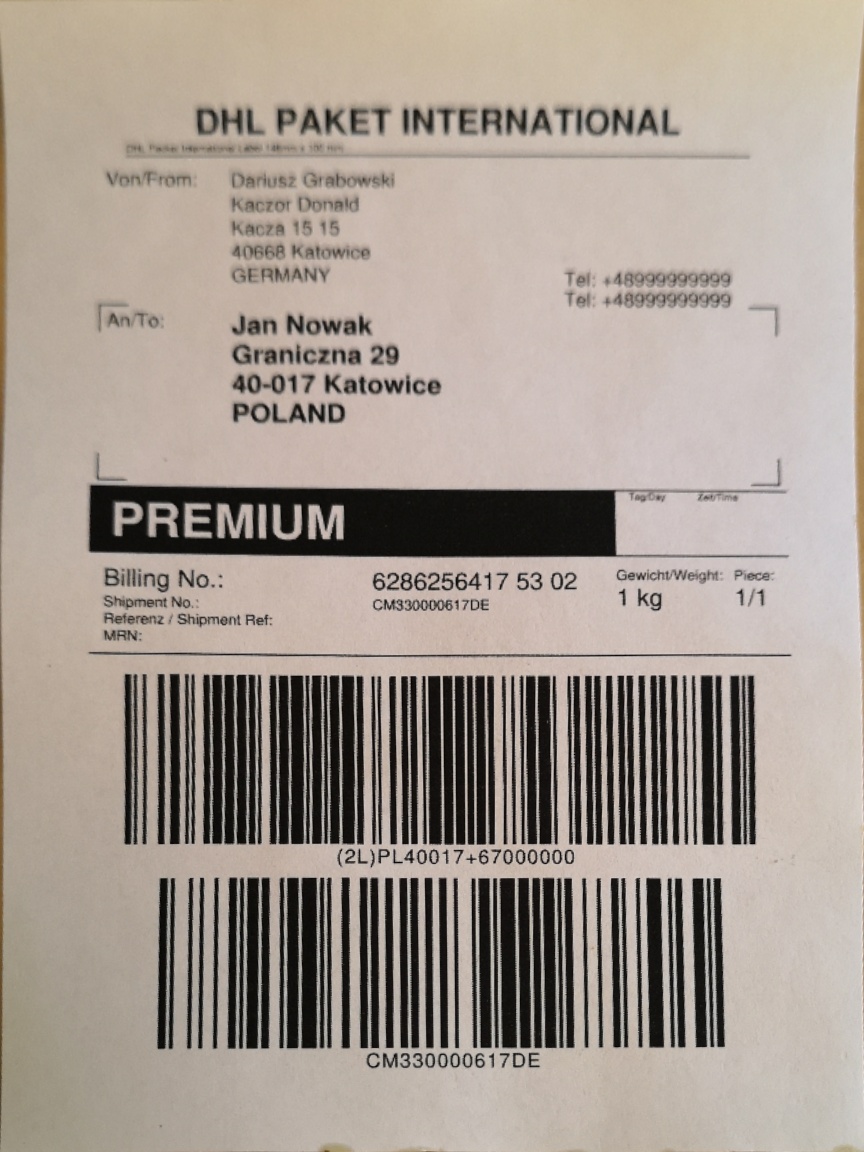 DHL PAKET INTERNATIONAL
DHL Packet International Label 148mm x 105 mm
Von/From: Dariusz Grabowski
Kaczor Donald
Kacza 15 15
40668 Katowice
GERMANY
Tel: +48999999999
Tel: +48999999999
An/To: Jan Nowak
Graniczna 29
40-017 Katowice
POLAND
PREMIUM Tag/Day Zeit/Time
Billing No.: 6286256417 53 02 Gewicht/Weight: Piece:
Shipment No.: CM330000617DE 1 kg 1/1
Referenz / Shipment Ref:
MRN:
(2L)PL40017+67000000
CM330000617DE